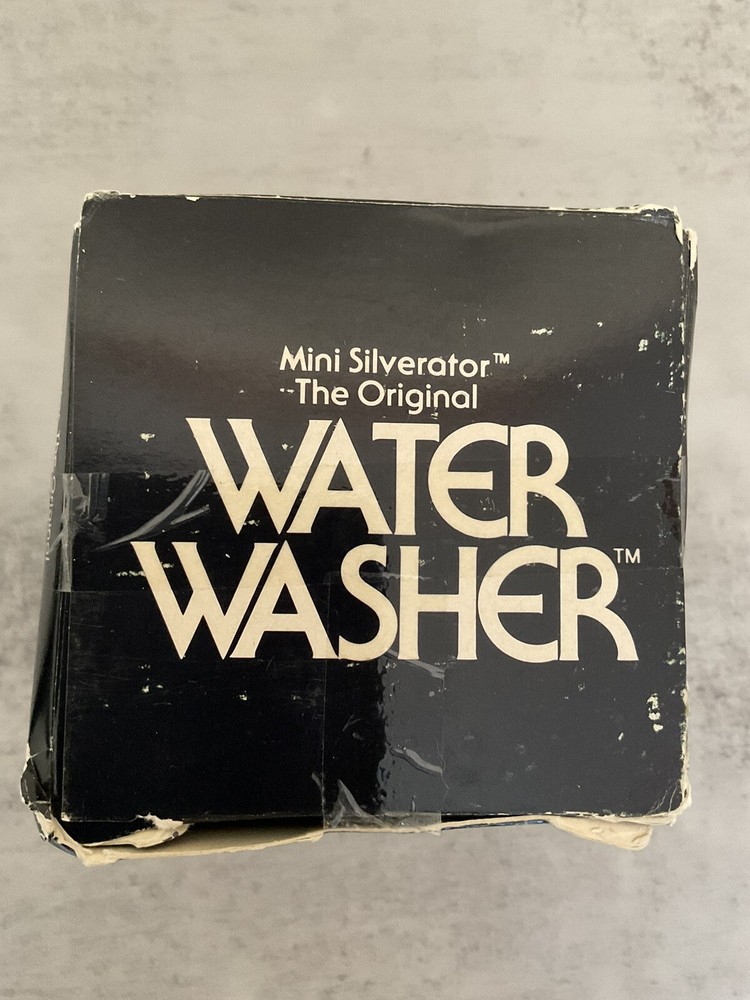 Mini Silverator™
--The Original
WATER
WASHER™